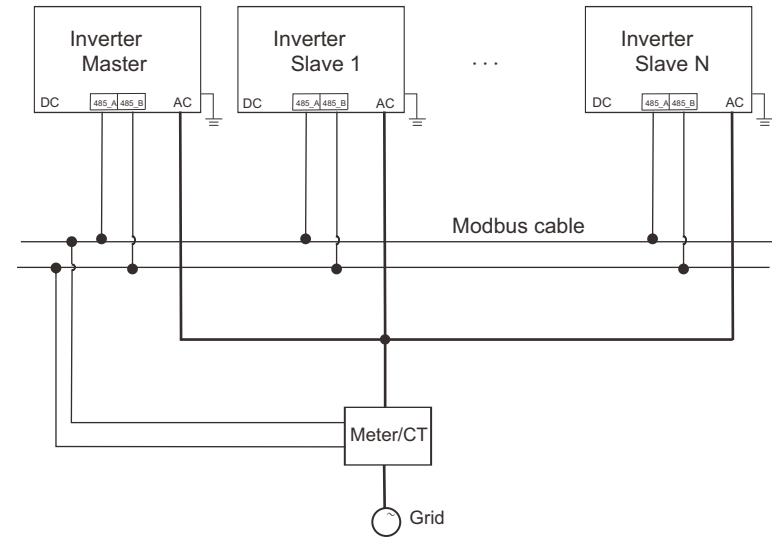 Inverter
Master
DC
485_A
485_B
AC
Inverter
Slave 1
DC
485_A
485_B
AC
. . .
Inverter
Slave N
DC
485_A
485_B
AC
Modbus cable
Meter/CT
~
Grid